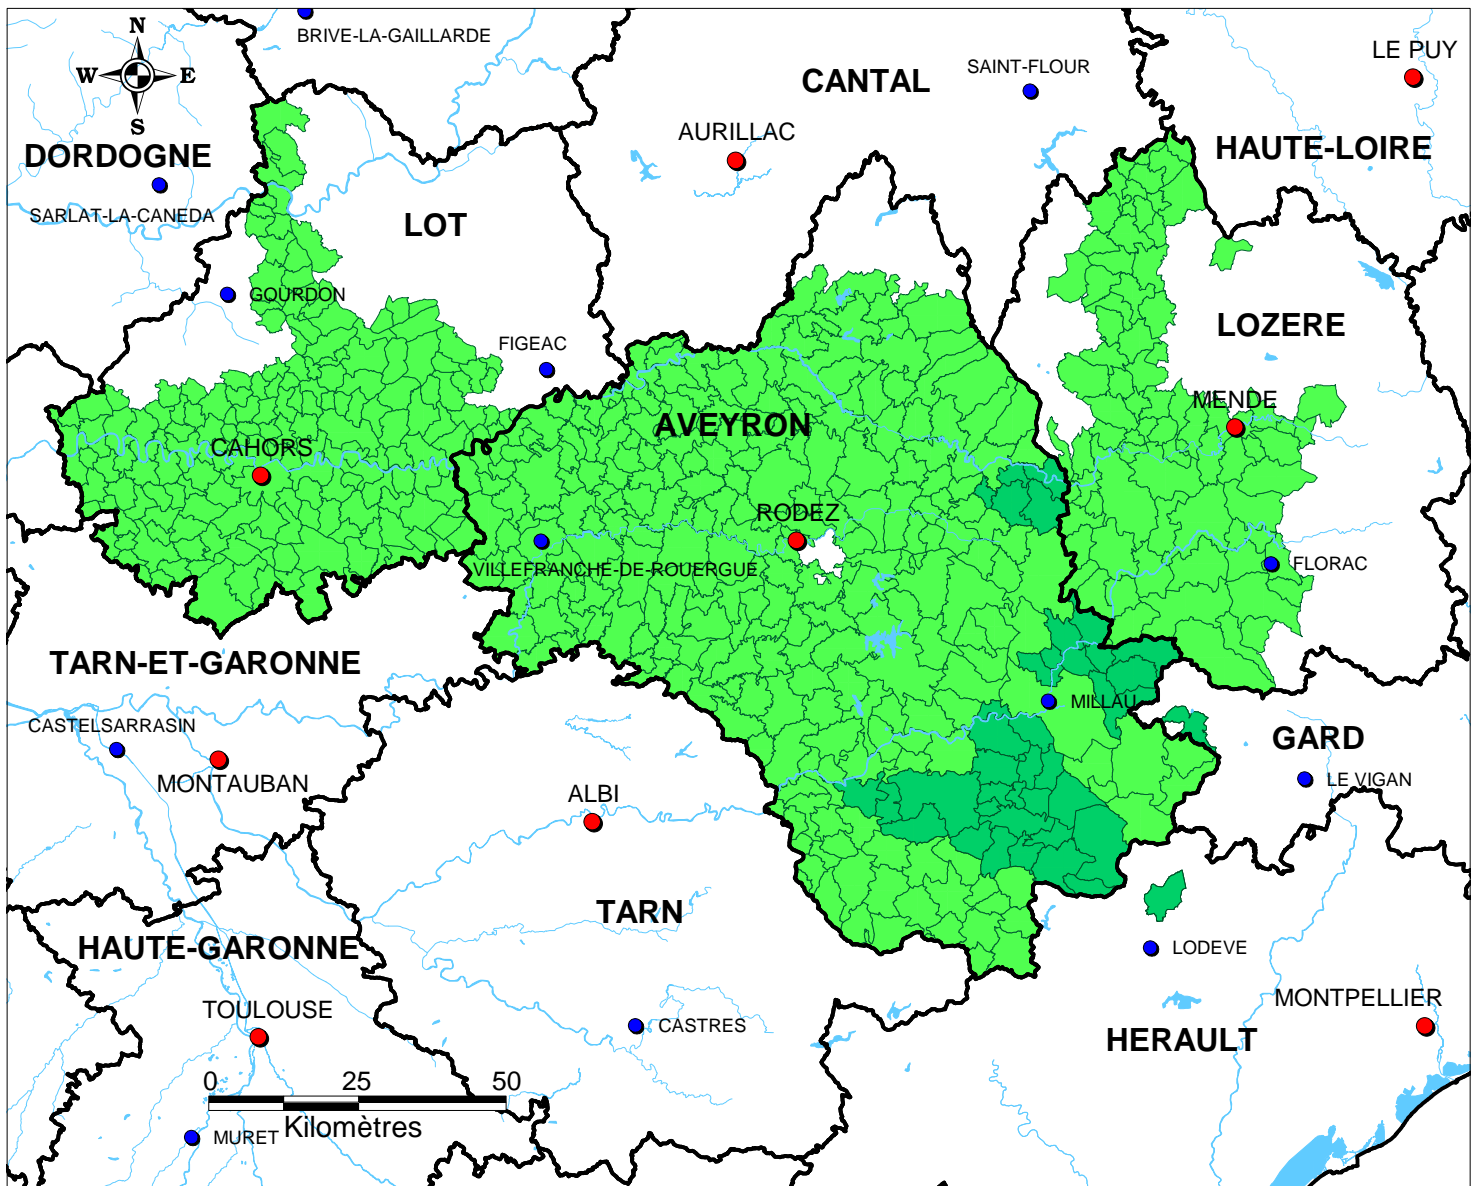 BRIVE-LA-GAILLARDE
N
W
E
S
CANTAL
SAINT-FLOUR
LE PUY
AURILLAC
HAUTE-LOIRE
DORDOGNE
SARLAT-LA-CANEDA
LOT
GOURDON
FIGEAC
LOZERE
MENDE
AVEYRON
CAHORS
RODEZ
VILLEFRANCHE-DE-ROUERGUE
FLORAC
TARN-ET-GARONNE
MILLAU
CASTELSARRASIN
GARD
MONTAUBAN
LE VIGAN
ALBI
TARN
HAUTE-GARONNE
LODEVE
TOULOUSE
MONTPELLIER
CASTRES
HERAULT
0 25 50
Kilomètres
MURET